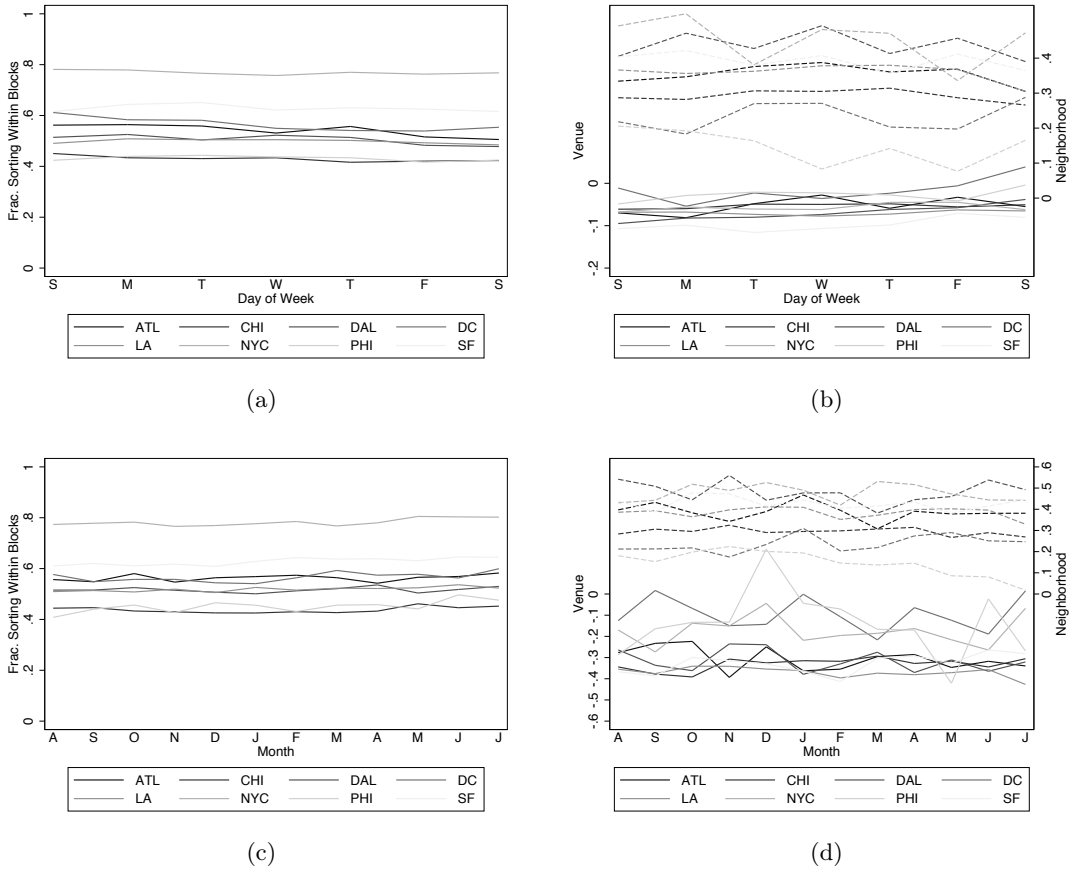 1
.8
.6
.4
.2
0
Frac. Sorting Within Blocks
S M T W T F S
Day of Week
ATL CHI DAL DC
LA NYC PHI SF
(a)
Venue
0
-.1
-.2
.4
.3
.2
.1
0
Neighborhood
S M T W T F S
Day of Week
ATL CHI DAL DC
LA NYC PHI SF
(b)
1
.8
.6
.4
.2
0
Frac. Sorting Within Blocks
A S O N D J F M A M J J
Month
ATL CHI DAL DC
LA NYC PHI SF
(c)
Venue
0
-.1
-.2
-.3
-.4
-.5
-.6
.6
.5
.4
.3
.2
.1
0
Neighborhood
A S O N D J F M A M J J
Month
ATL CHI DAL DC
LA NYC PHI SF
(d)